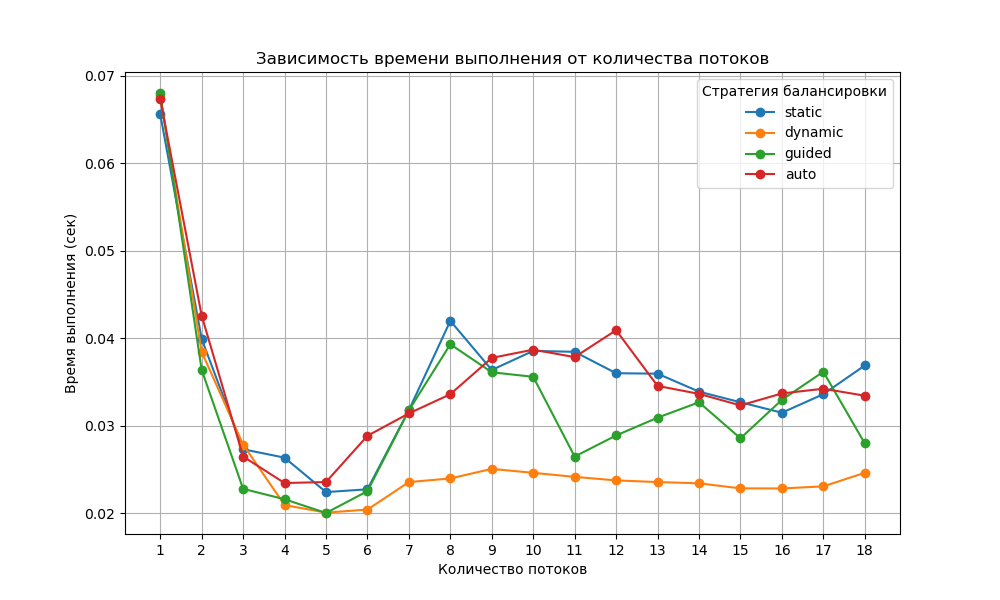 Зависимость времени выполнения от количества потоков
Время выполнения (сек)
0.07
0.06
0.05
0.04
0.03
0.02
Стратегия балансировки
static
dynamic
guided
auto
1 2 3 4 5 6 7 8 9 10 11 12 13 14 15 16 17 18
Количество потоков